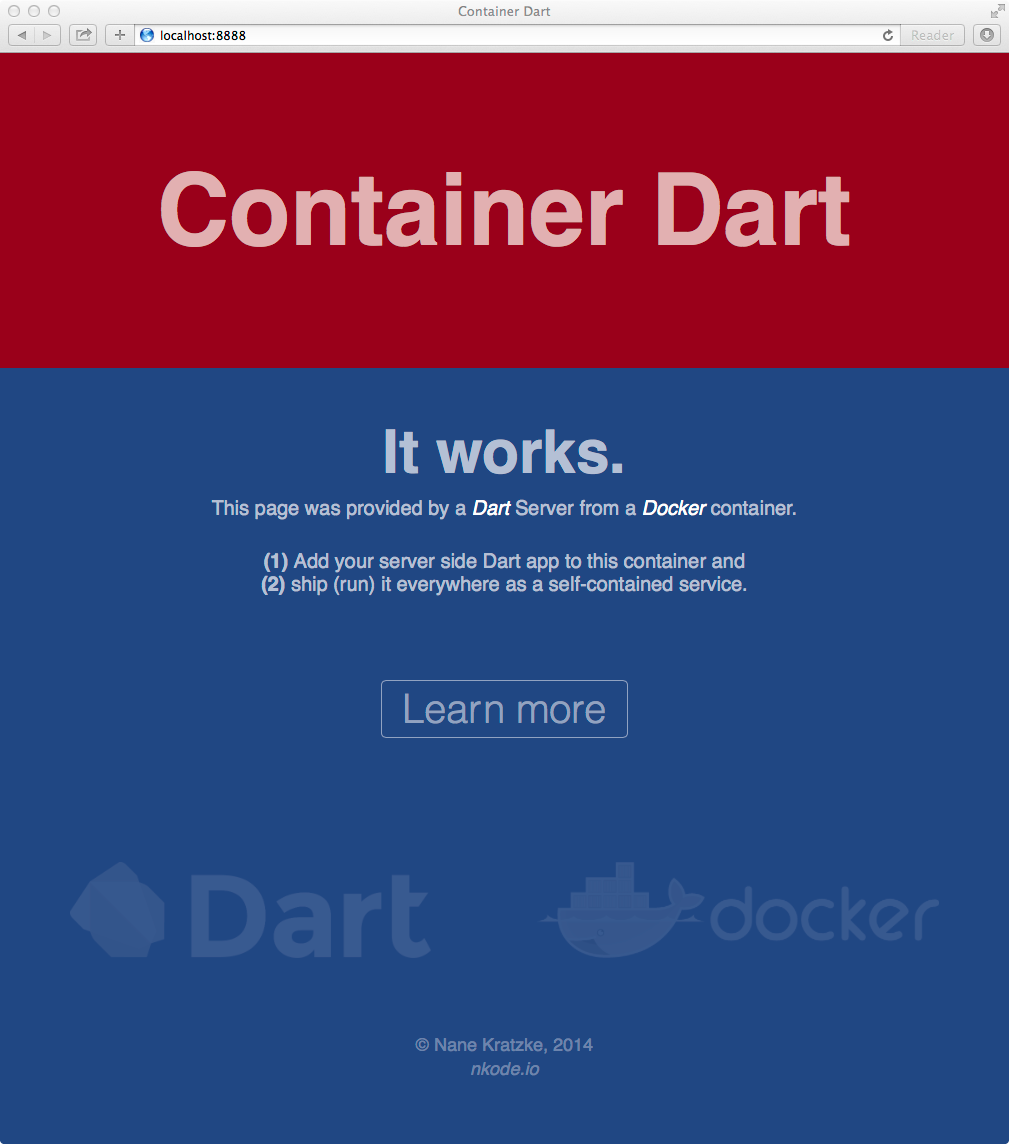 Container Dart
localhost:8888
Reader
Container Dart
It works.
This page was provided by a Dart Server from a Docker container.
(1) Add your server side Dart app to this container and
(2) ship (run) it everywhere as a self-contained service.
Learn more
Dart
docker
© Nane Kratzke, 2014
nkode.io